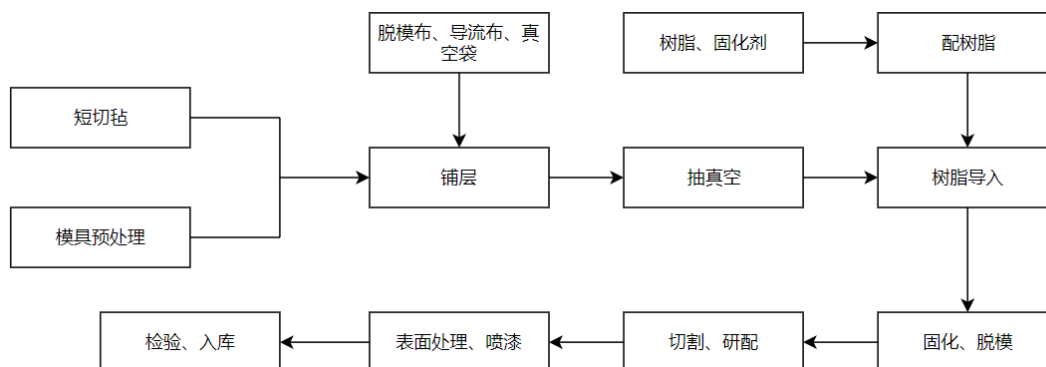 脱模布、导流布、真
空袋
树脂、固化剂
配树脂
短切毡
铺层
抽真空
树脂导入
模具预处理
检验、入库
表面处理、喷漆
切割、研配
固化、脱模